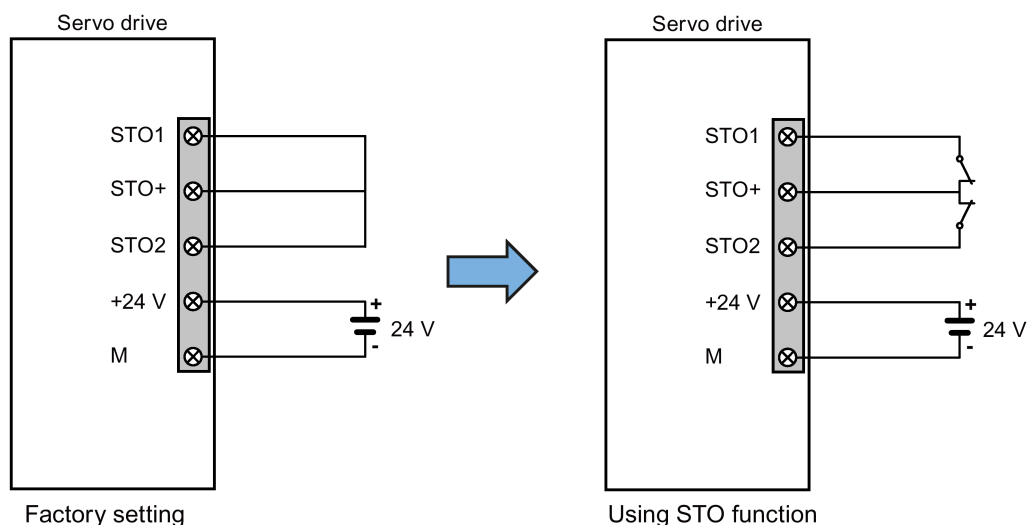 Servo drive
STO1
STO+
STO2
+24 V
M
+
24 V
-
Factory setting
Servo drive
STO1
STO+
STO2
+24 V
M
+
24 V
-
Using STO function